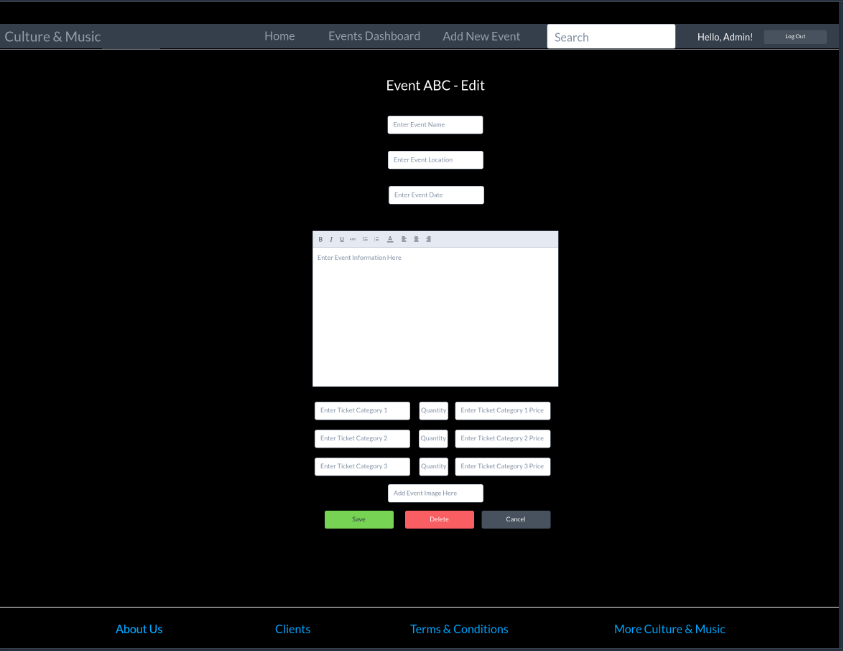 Culture & Music Home Events Dashboard Add New Event Search Hello, Admin! Log Out
Event ABC - Edit
Enter Event Name
Enter Event Location
Enter Event Date
B I U
Enter Event Information Here
Enter Ticket Category 1 Quantity Enter Ticket Category 1 Price
Enter Ticket Category 2 Quantity Enter Ticket Category 2 Price
Enter Ticket Category 3 Quantity Enter Ticket Category 3 Price
Add Event Image Here
Save Delete Cancel
About Us Clients Terms & Conditions More Culture & Music